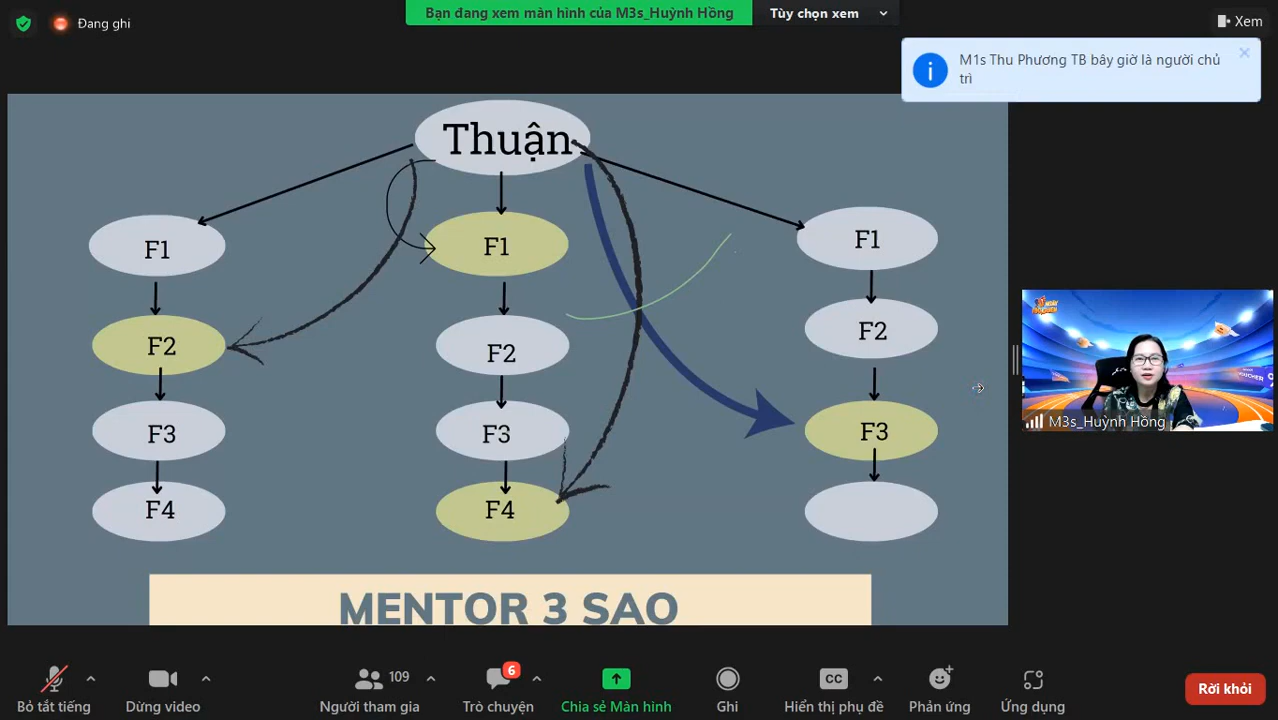 Đang ghi
Bạn đang xem màn hình của M3s_Huỳnh Hồng
Tùy chọn xem
Xem
M1s Thu Phương TB bây giờ là người chủ
trì
Thuận
F1
F1
F1
F2
F2
F2
F3
F3
F3
F4
F4
MENTOR 3 SAO
M3s_Huỳnh Hồng
6
109
CC
Bỏ tắt tiếng
Dừng video
Người tham gia
Trò chuyện
Chia sẻ Màn hình
Ghi
Hiển thị phụ đề
Phản ứng
Ứng dụng
Rời khỏi